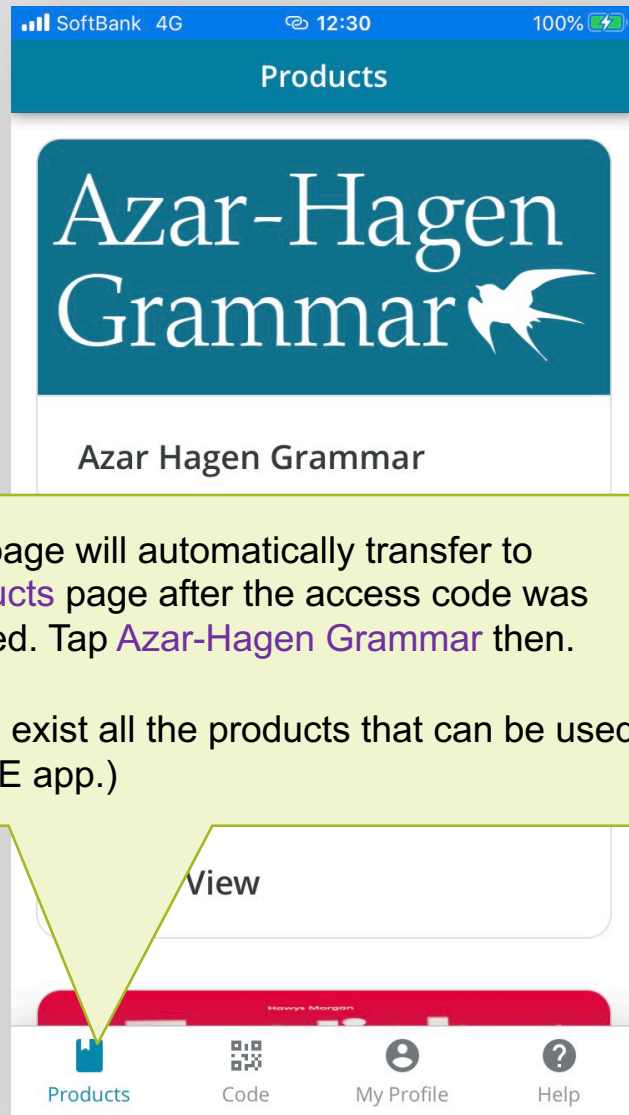 SoftBank 4G 12:30 100%
Products
Azar-Hagen
Grammar
Azar Hagen Grammar
page will automatically transfer to
ucts page after the access code was
ed. Tap Azar-Hagen Grammar then.
exist all the products that can be used
E app.)
View
Hawys Morgan
Products Code My Profile Help